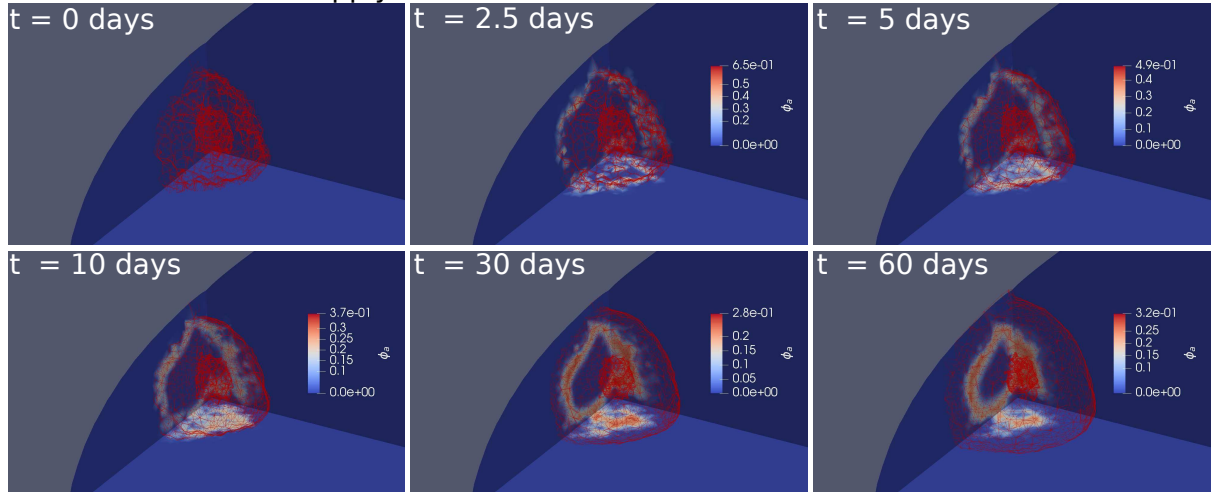 t = 0 days
t = 2.5 days
6.5e-01
0.5
0.4
0.3
0.2
0.0e+00
ϕa
t = 5 days
4.9e-01
0.4
0.3
0.2
0.1
0.0e+00
ϕa
t = 10 days
3.7e-01
0.3
0.25
0.2
0.15
0.1
0.0e+00
ϕa
t = 30 days
2.8e-01
0.2
0.15
0.1
0.05
0.0e+00
ϕa
t = 60 days
3.2e-01
0.25
0.2
0.15
0.1
0.0e+00
ϕa